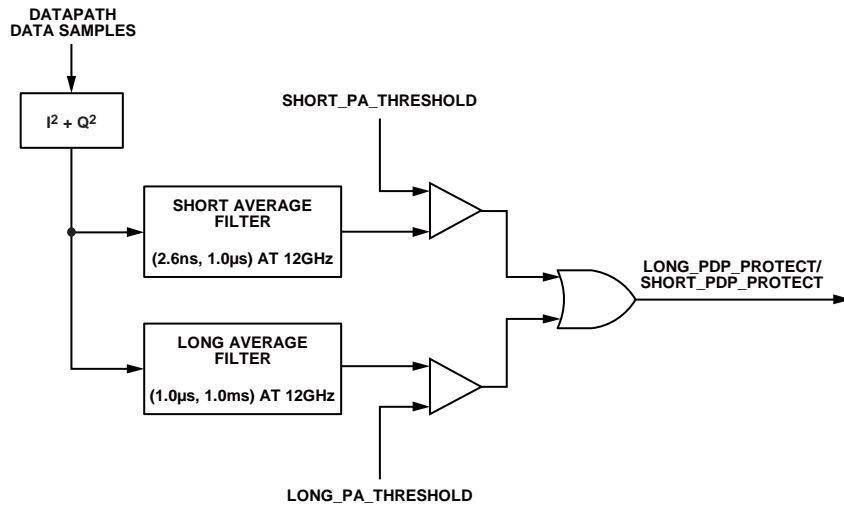 DATAPATH
DATA SAMPLES
I² + Q²
SHORT_PA_THRESHOLD
SHORT AVERAGE
FILTER
(2.6ns, 1.0µs) AT 12GHz
LONG_PDP_PROTECT/
SHORT_PDP_PROTECT
LONG AVERAGE
FILTER
(1.0µs, 1.0ms) AT 12GHz
LONG_PA_THRESHOLD